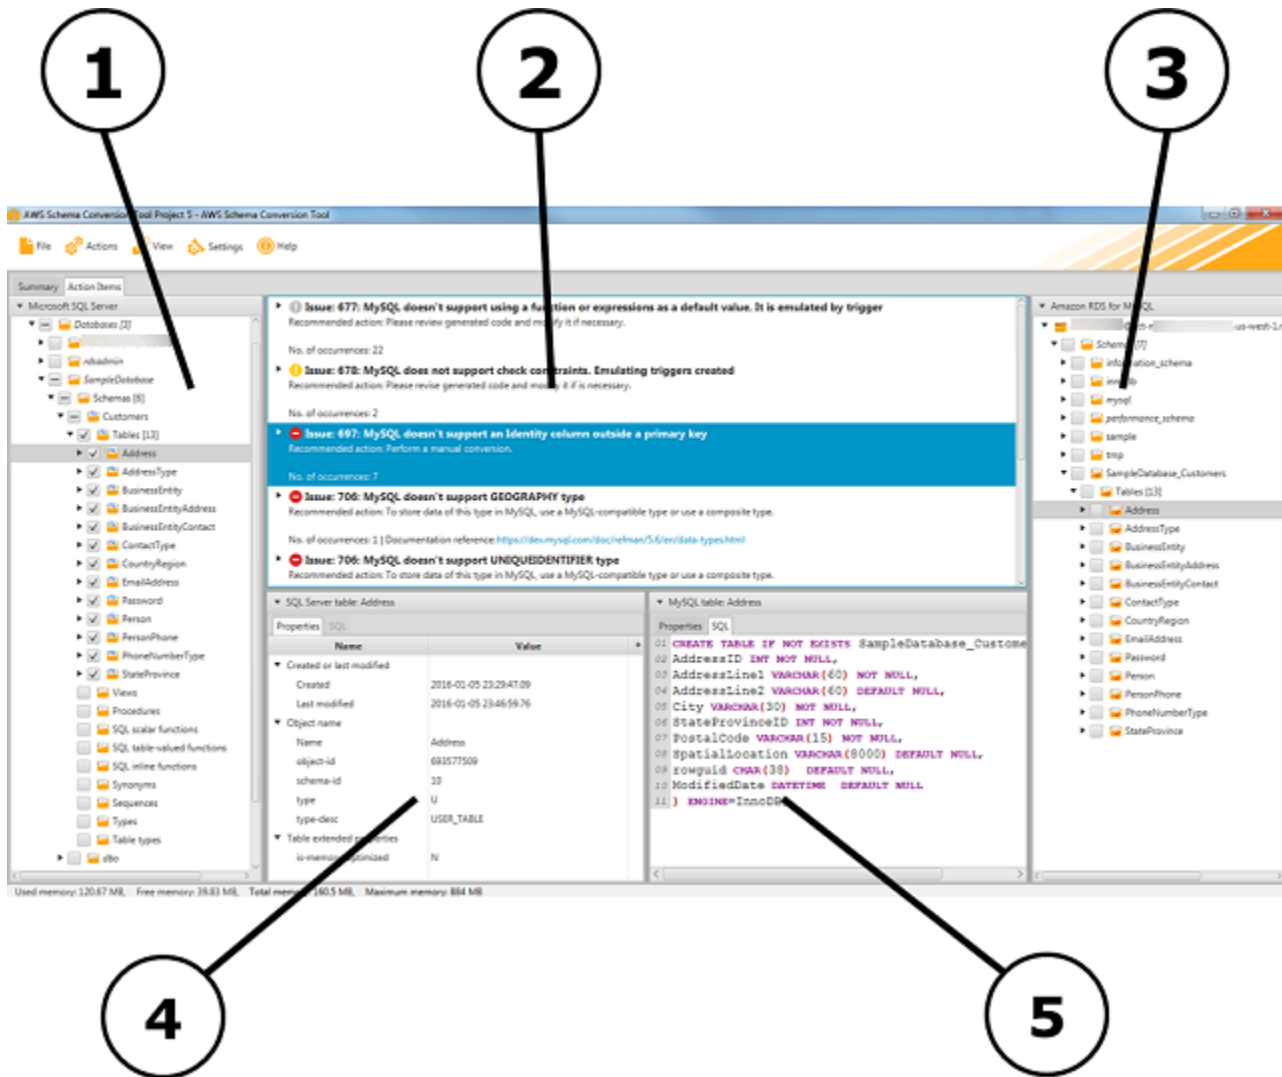 1
2
3
AWS Schema Conversion Tool Project 5 - AWS Schema Conversion Tool
File Actions View Settings Help
Summary Action Items
Microsoft SQL Server
Databases [3]
rdsadmin
SampleDatabase
Schemas [6]
Customers
Tables [13]
Address
AddressType
BusinessEntity
BusinessEntityAddress
BusinessEntityContact
ContactType
CountryRegion
EmailAddress
Password
Person
PersonPhone
PhoneNumberType
StateProvince
Views
Procedures
SQL scalar functions
SQL table-valued functions
SQL inline functions
Synonyms
Sequences
Types
Table types
dbo
Issue: 677: MySQL doesn't support using a function or expressions as a default value. It is emulated by trigger
Recommended action: Please review generated code and modify it if necessary.
No. of occurrences: 22
Issue: 678: MySQL does not support check constraints. Emulating triggers created
Recommended action: Please revise generated code and modify it if is necessary.
No. of occurrences: 2
Issue: 697: MySQL doesn't support an Identity column outside a primary key
Recommended action: Perform a manual conversion.
No. of occurrences: 7
Issue: 706: MySQL doesn't support GEOGRAPHY type
Recommended action: To store data of this type in MySQL, use a MySQL-compatible type or use a composite type.
No. of occurrences: 1 | Documentation reference: https://dev.mysql.com/doc/refman/5.6/en/data-types.html
Issue: 706: MySQL doesn't support UNIQUEIDENTIFIER type
Recommended action: To store data of this type in MySQL, use a MySQL-compatible type or use a composite type.
SQL Server table: Address
Properties SQL
Name Value
Created or last modified
Created 2016-01-05 23:29:47.09
Last modified 2016-01-05 23:46:59.76
Object name
Name Address
object-id 693577509
schema-id 10
type U
type-desc USER_TABLE
Table extended properties
is-memory-optimized N
MySQL table: Address
Properties SQL
01 CREATE TABLE IF NOT EXISTS SampleDatabase_Custome
02 AddressID INT NOT NULL,
03 AddressLine1 VARCHAR(60) NOT NULL,
04 AddressLine2 VARCHAR(60) DEFAULT NULL,
05 City VARCHAR(30) NOT NULL,
06 StateProvinceID INT NOT NULL,
07 PostalCode VARCHAR(15) NOT NULL,
08 SpatialLocation VARCHAR(8000) DEFAULT NULL,
09 rowguid CHAR(38) DEFAULT NULL,
10 ModifiedDate DATETIME DEFAULT NULL
11 ) ENGINE=InnoDB
Amazon RDS for MySQL
.us-west-1.r
Schemas [7]
information_schema
innodb
mysql
performance_schema
sample
tmp
SampleDatabase_Customers
Tables [13]
Address
AddressType
BusinessEntity
BusinessEntityAddress
BusinessEntityContact
ContactType
CountryRegion
EmailAddress
Password
Person
PersonPhone
PhoneNumberType
StateProvince
Used memory: 120.67 MB, Free memory: 39.83 MB, Total memory: 160.5 MB, Maximum memory: 884 MB
4
5